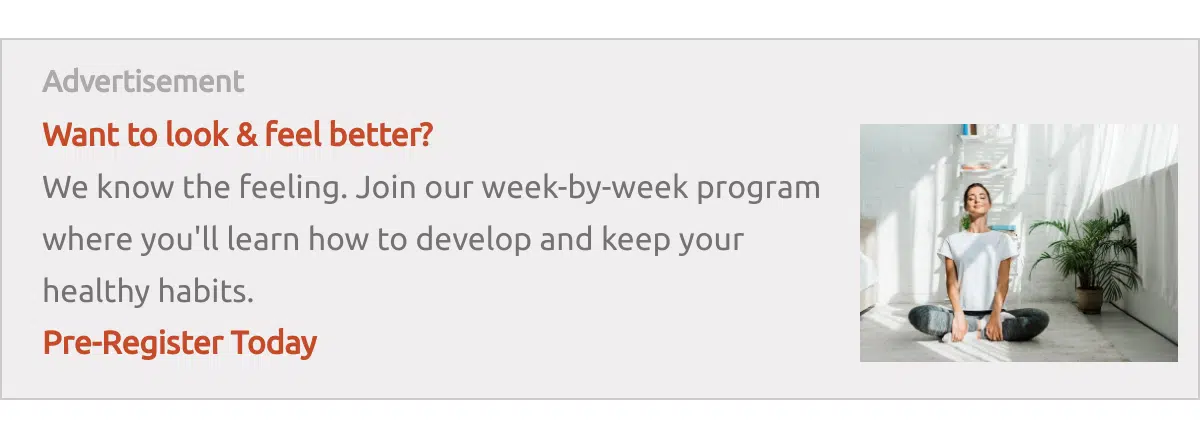 Advertisement
Want to look & feel better?
We know the feeling. Join our week-by-week program
where you'll learn how to develop and keep your
healthy habits.
Pre-Register Today